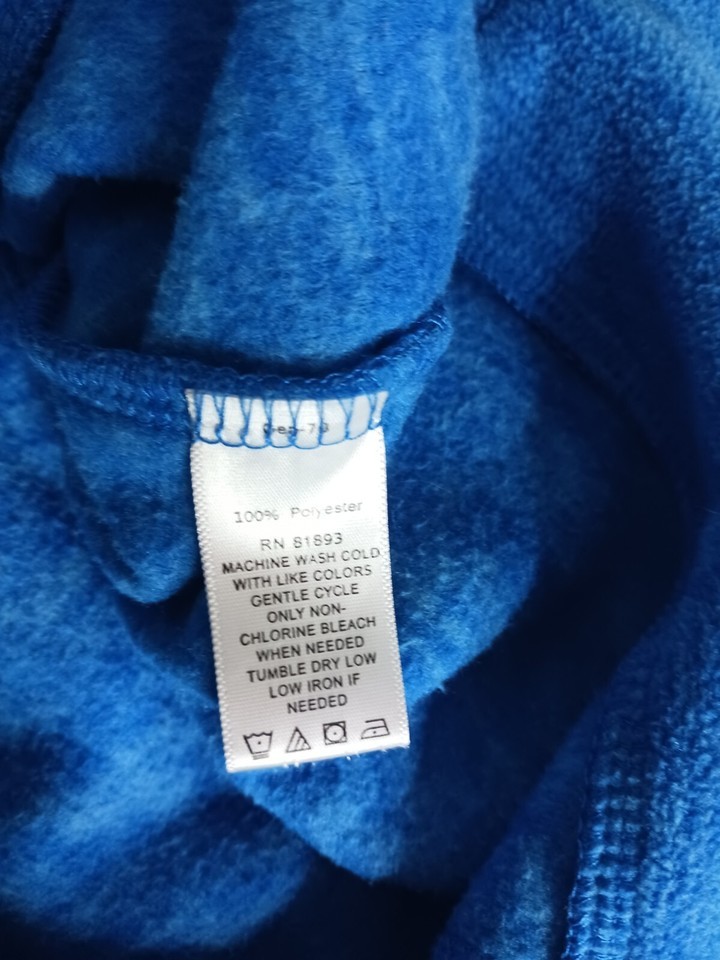 100% Polyester
RN 81893
MACHINE WASH COLD
WITH LIKE COLORS
GENTLE CYCLE
ONLY NON-
CHLORINE BLEACH
WHEN NEEDED
TUMBLE DRY LOW
LOW IRON IF
NEEDED